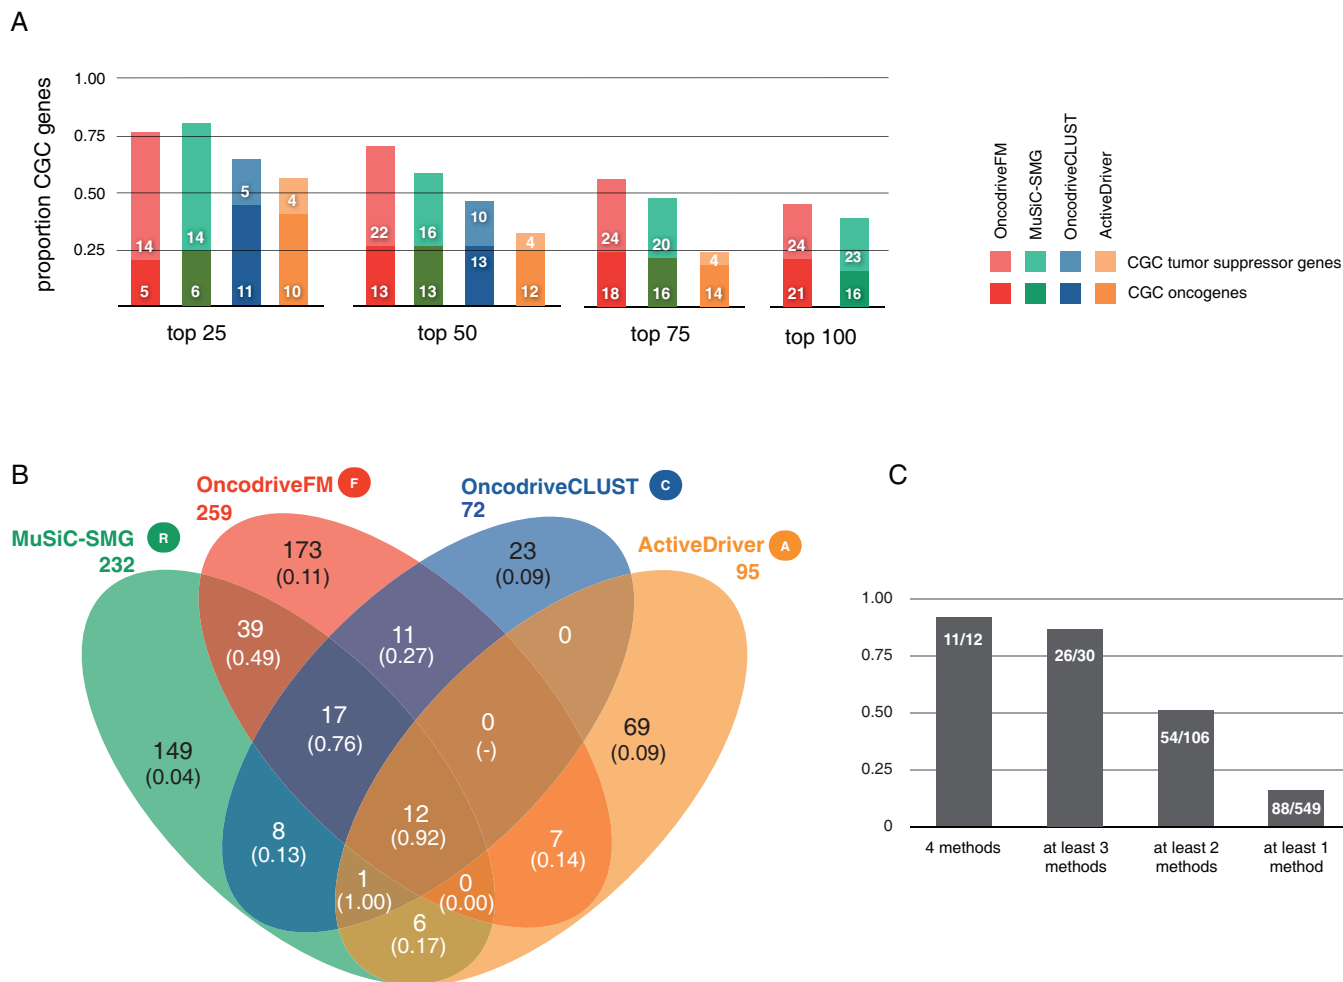 A
proportion CGC genes
1.00
0.75
0.50
0.25
14
5
14
6
5
11
4
10
22
13
16
13
10
13
4
12
24
18
20
16
4
14
24
21
23
16
top 25
top 50
top 75
top 100
OncodriveFM
MuSiC-SMG
OncodriveCLUST
ActiveDriver
CGC tumor suppressor genes
CGC oncogenes
B
MuSiC-SMG R
232
OncodriveFM F
259
OncodriveCLUST C
72
ActiveDriver A
95
173
(0.11)
23
(0.09)
39
(0.49)
11
(0.27)
0
17
(0.76)
0
(-)
69
(0.09)
149
(0.04)
8
(0.13)
12
(0.92)
7
(0.14)
1
(1.00)
0
(0.00)
6
(0.17)
C
1.00
0.75
0.50
0.25
0
11/12
26/30
54/106
88/549
4 methods
at least 3
methods
at least 2
methods
at least 1
method